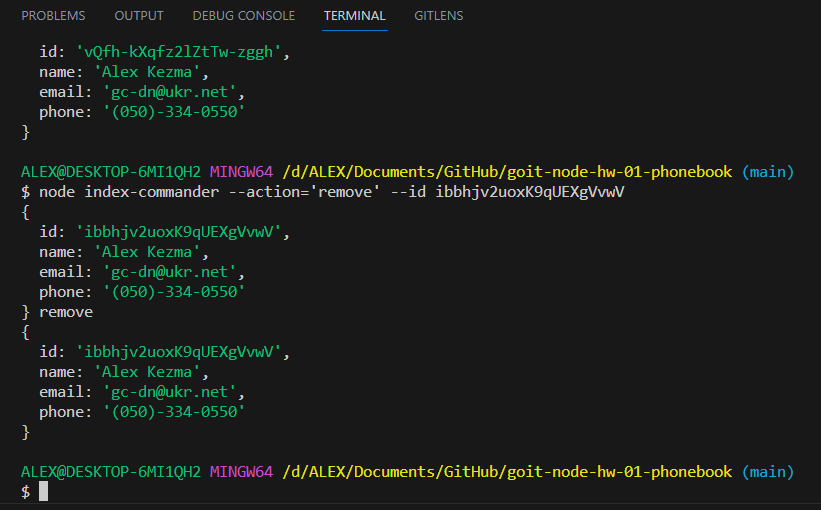 PROBLEMS OUTPUT DEBUG CONSOLE TERMINAL GITLENS
id: 'vQfh-kXqfz2lZtTw-zggh',
name: 'Alex Kezma',
email: 'gc-dn@ukr.net',
phone: '(050)-334-0550'
}
ALEX@DESKTOP-6MI1QH2 MINGW64 /d/ALEX/Documents/GitHub/goit-node-hw-01-phonebook (main)
$ node index-commander --action='remove' --id ibbhjv2uoxK9qUEXgVvwV
{
id: 'ibbhjv2uoxK9qUEXgVvwV',
name: 'Alex Kezma',
email: 'gc-dn@ukr.net',
phone: '(050)-334-0550'
} remove
{
id: 'ibbhjv2uoxK9qUEXgVvwV',
name: 'Alex Kezma',
email: 'gc-dn@ukr.net',
phone: '(050)-334-0550'
}
ALEX@DESKTOP-6MI1QH2 MINGW64 /d/ALEX/Documents/GitHub/goit-node-hw-01-phonebook (main)
$